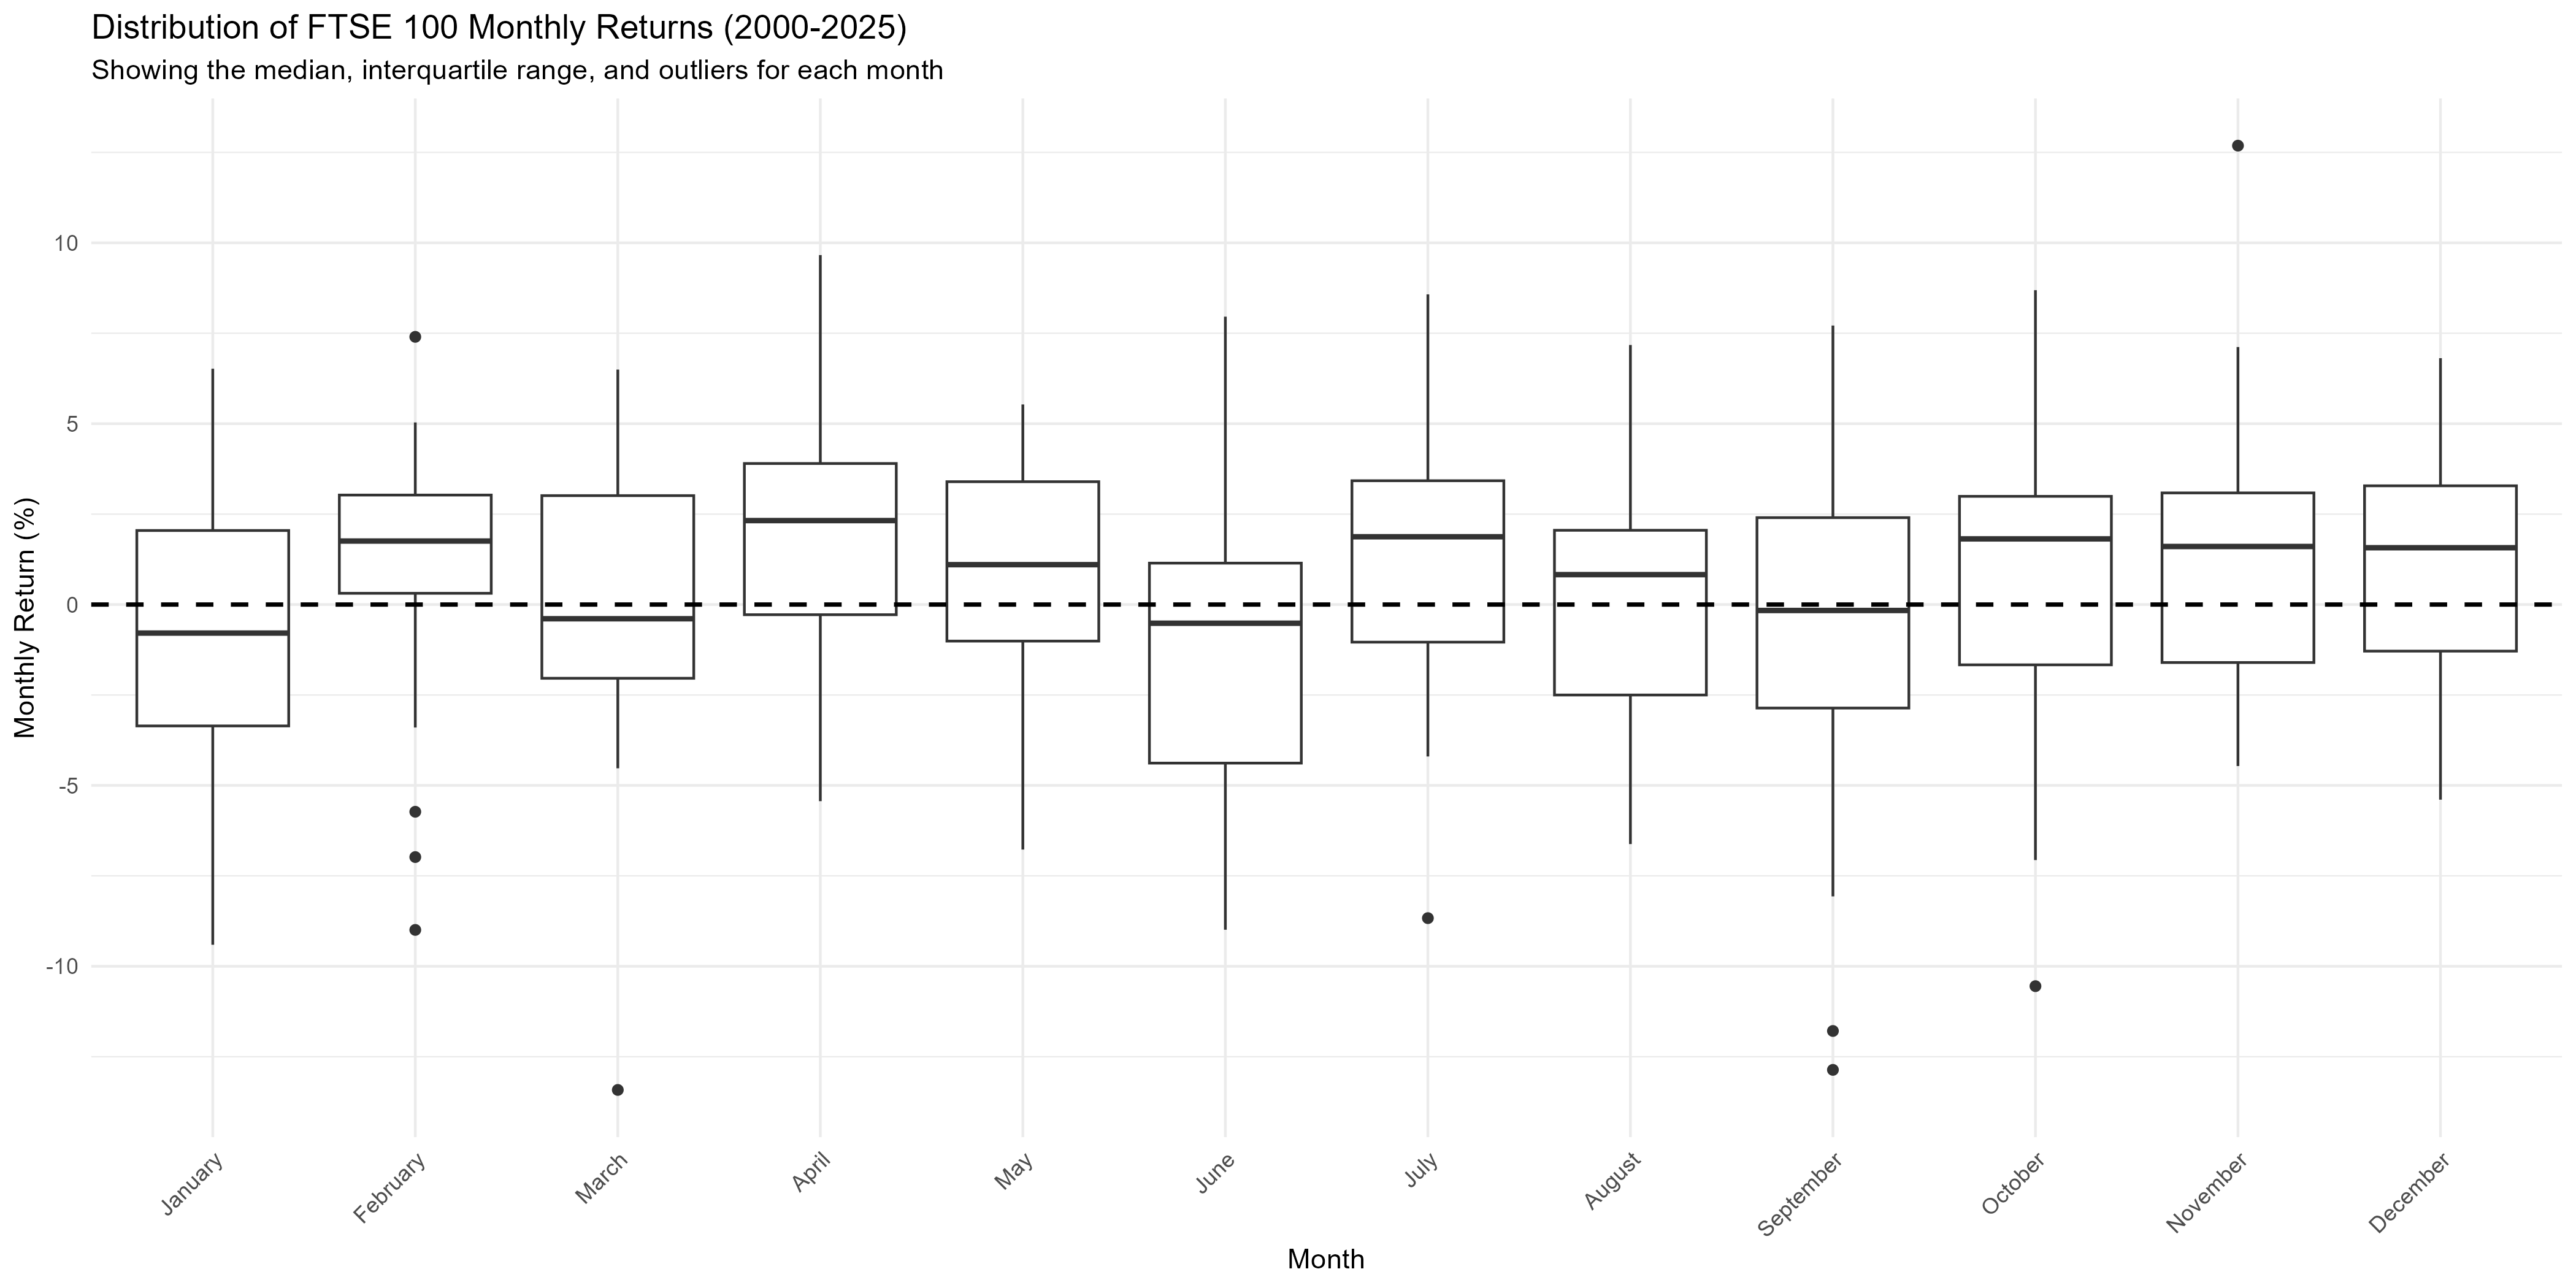 Distribution of FTSE 100 Monthly Returns (2000-2025)
Showing the median, interquartile range, and outliers for each month
Monthly Return (%)
10
5
0
-5
-10
January
February
March
April
May
June
July
August
September
October
November
December
Month